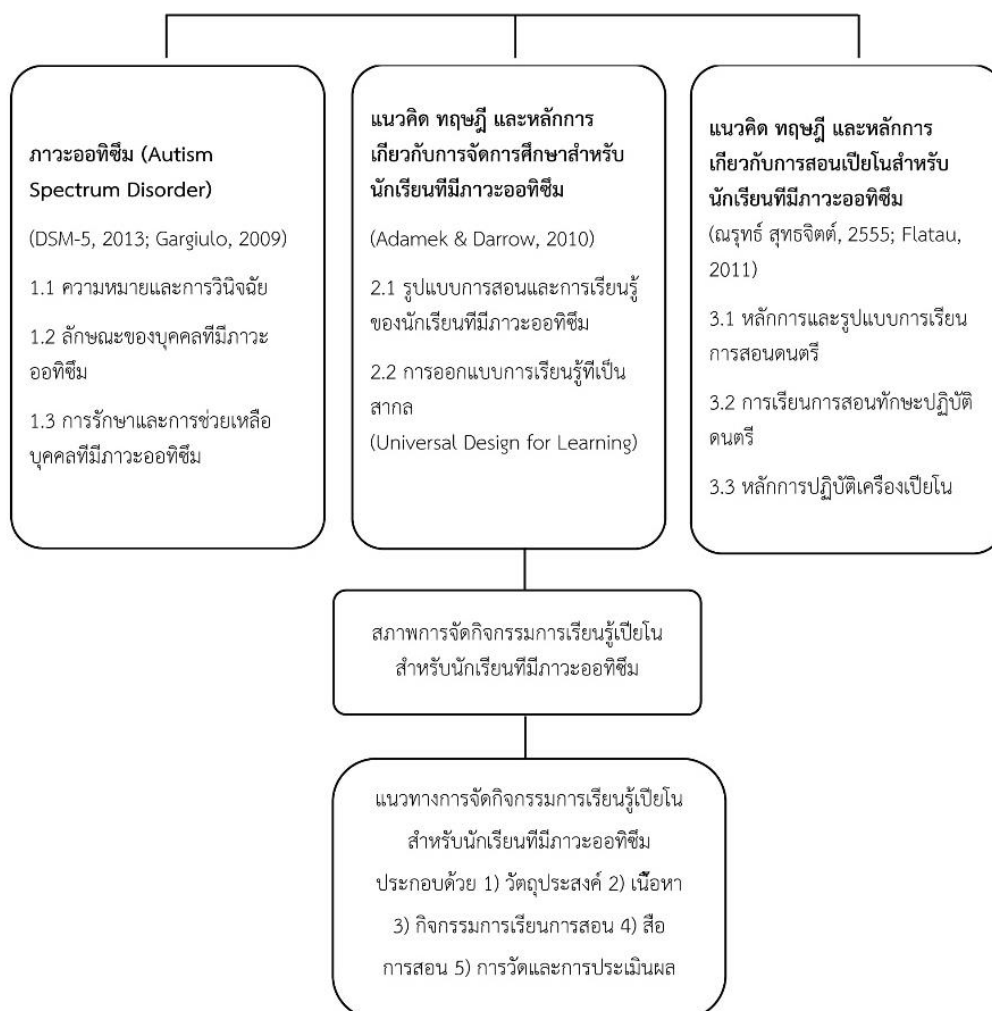 ภาวะออทิซึม (Autism
Spectrum Disorder)
(DSM-5, 2013; Gargiulo, 2009)
1.1 ความหมายและการวินิจฉัย
1.2 ลักษณะของบุคคลที่มีภาวะ
ออทิซึม
1.3 การรักษาและการช่วยเหลือ
บุคคลที่มีภาวะออทิซึม
แนวคิด ทฤษฎี และหลักการ
เกี่ยวกับการจัดการศึกษาสำหรับ
นักเรียนที่มีภาวะออทิซึม
(Adamek & Darrow, 2010)
2.1 รูปแบบการสอนและการเรียนรู้
ของนักเรียนที่มีภาวะออทิซึม
2.2 การออกแบบการเรียนรู้ที่เป็น
สากล
(Universal Design for Learning)
แนวคิด ทฤษฎี และหลักการ
เกี่ยวกับการสอนเปียโนสำหรับ
นักเรียนที่มีภาวะออทิซึม
(ณรุทธ์ สุทธจิตต์, 2555; Flatau,
2011)
3.1 หลักการและรูปแบบการเรียน
การสอนดนตรี
3.2 การเรียนการสอนทักษะปฏิบัติ
ดนตรี
3.3 หลักการปฏิบัติเครื่องเปียโน
สภาพการจัดกิจกรรมการเรียนรู้เปียโน
สำหรับนักเรียนที่มีภาวะออทิซึม
แนวทางการจัดกิจกรรมการเรียนรู้เปียโน
สำหรับนักเรียนที่มีภาวะออทิซึม
ประกอบด้วย 1) วัตถุประสงค์ 2) เนื้อหา
3) กิจกรรมการเรียนการสอน 4) สื่อ
การสอน 5) การวัดและการประเมินผล